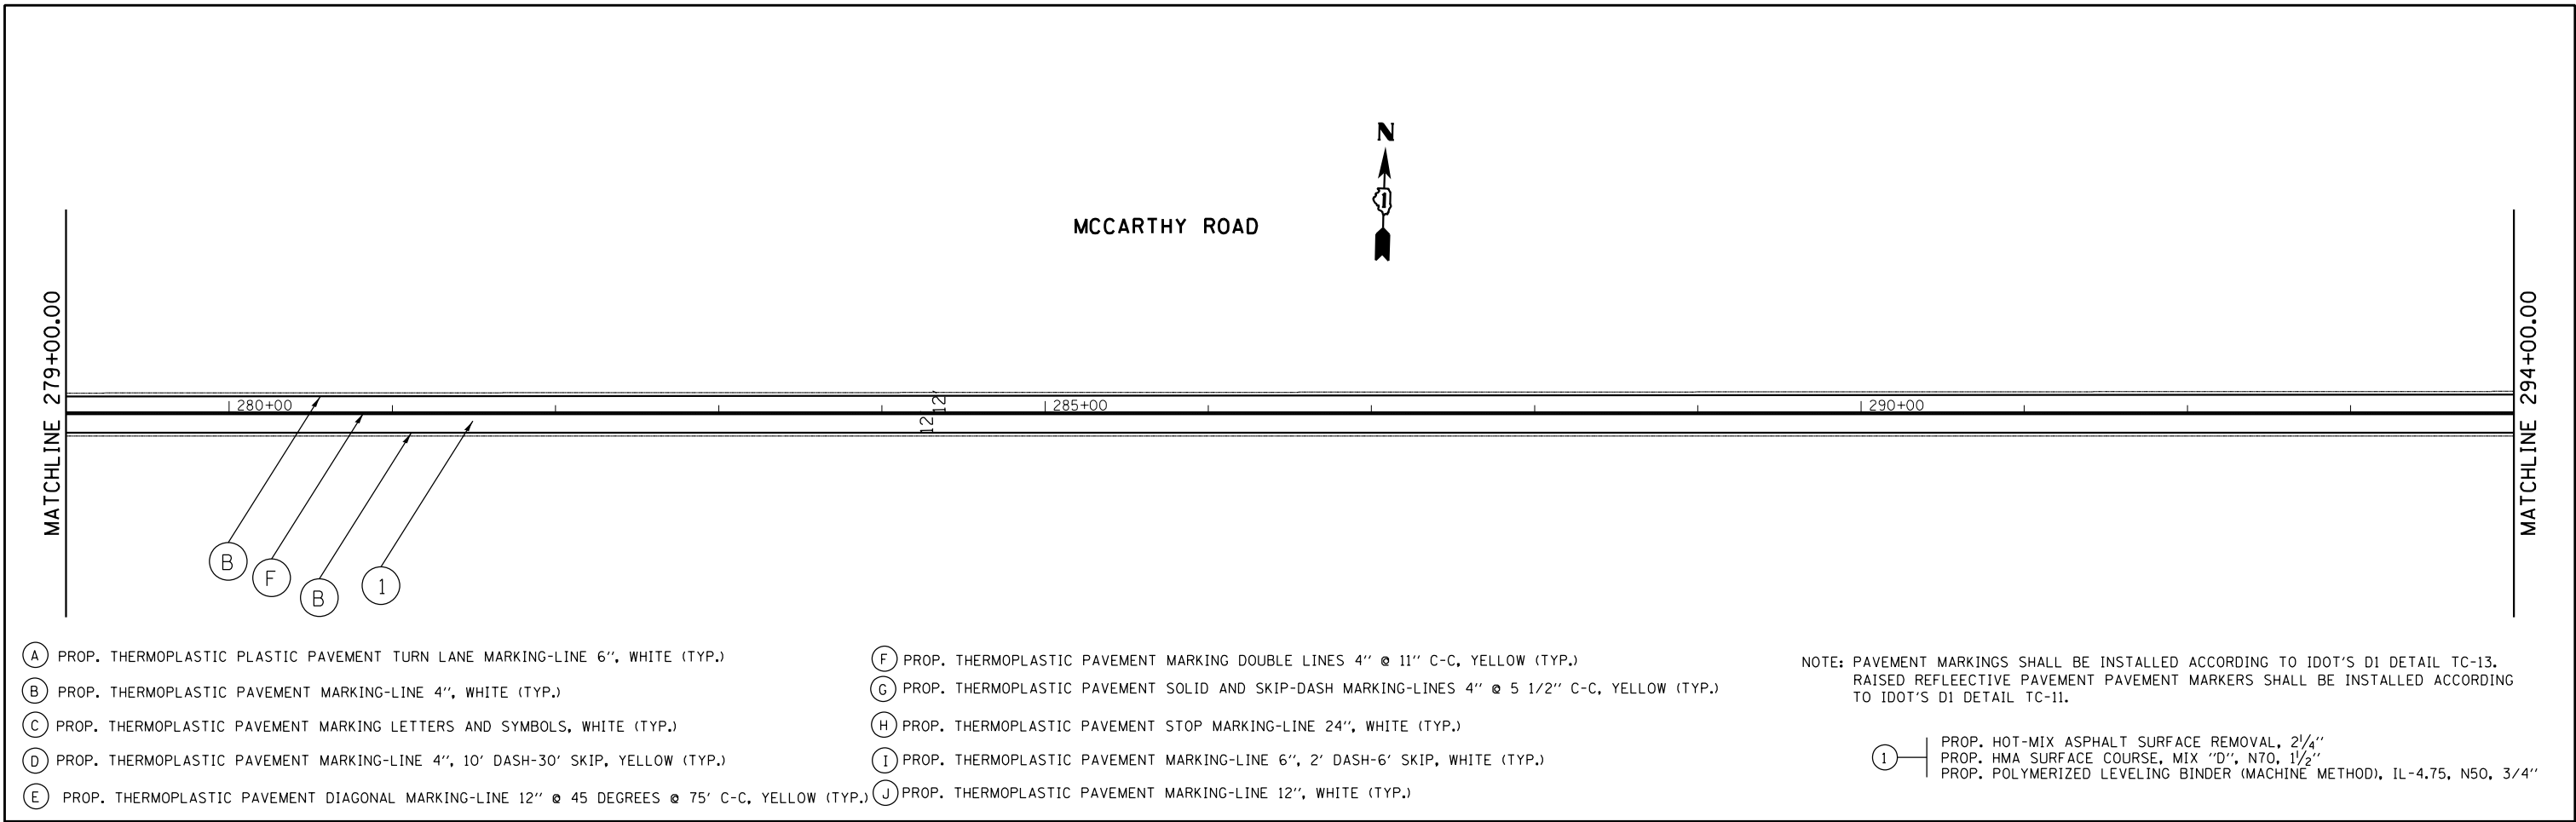 N
1
MCCARTHY ROAD
MATCHLINE 279+00.00
MATCHLINE 294+00.00
280+00
285+00
290+00
12'
12'
B
F
B
1
A PROP. THERMOPLASTIC PLASTIC PAVEMENT TURN LANE MARKING-LINE 6", WHITE (TYP.)
B PROP. THERMOPLASTIC PAVEMENT MARKING-LINE 4", WHITE (TYP.)
C PROP. THERMOPLASTIC PAVEMENT MARKING LETTERS AND SYMBOLS, WHITE (TYP.)
D PROP. THERMOPLASTIC PAVEMENT MARKING-LINE 4", 10' DASH-30' SKIP, YELLOW (TYP.)
E PROP. THERMOPLASTIC PAVEMENT DIAGONAL MARKING-LINE 12" @ 45 DEGREES @ 75' C-C, YELLOW (TYP.)
F PROP. THERMOPLASTIC PAVEMENT MARKING DOUBLE LINES 4" @ 11" C-C, YELLOW (TYP.)
G PROP. THERMOPLASTIC PAVEMENT SOLID AND SKIP-DASH MARKING-LINES 4" @ 5 1/2" C-C, YELLOW (TYP.)
H PROP. THERMOPLASTIC PAVEMENT STOP MARKING-LINE 24", WHITE (TYP.)
I PROP. THERMOPLASTIC PAVEMENT MARKING-LINE 6", 2' DASH-6' SKIP, WHITE (TYP.)
J PROP. THERMOPLASTIC PAVEMENT MARKING-LINE 12", WHITE (TYP.)
NOTE: PAVEMENT MARKINGS SHALL BE INSTALLED ACCORDING TO IDOT'S D1 DETAIL TC-13.
RAISED REFLEECTIVE PAVEMENT PAVEMENT MARKERS SHALL BE INSTALLED ACCORDING
TO IDOT'S D1 DETAIL TC-11.
1
PROP. HOT-MIX ASPHALT SURFACE REMOVAL, 2 1/4"
PROP. HMA SURFACE COURSE, MIX "D", N70, 1 1/2"
PROP. POLYMERIZED LEVELING BINDER (MACHINE METHOD), IL-4.75, N50, 3/4"